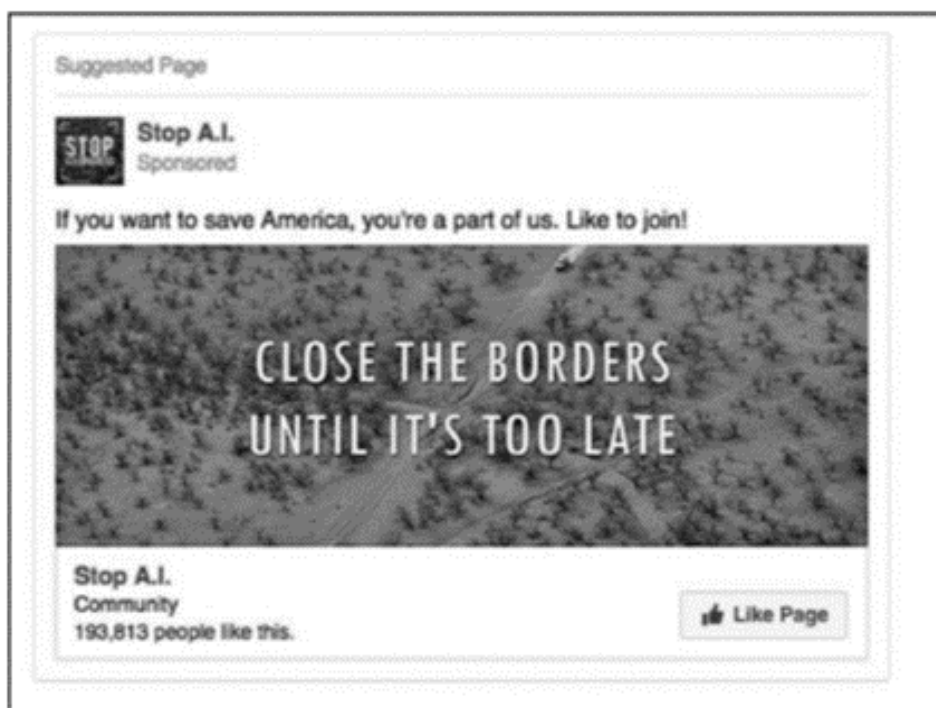 Suggested Page
STOP
Stop A.I.
Sponsored
If you want to save America, you're a part of us. Like to join!
CLOSE THE BORDERS
UNTIL IT'S TOO LATE
Stop A.I.
Community
193,813 people like this.
Like Page